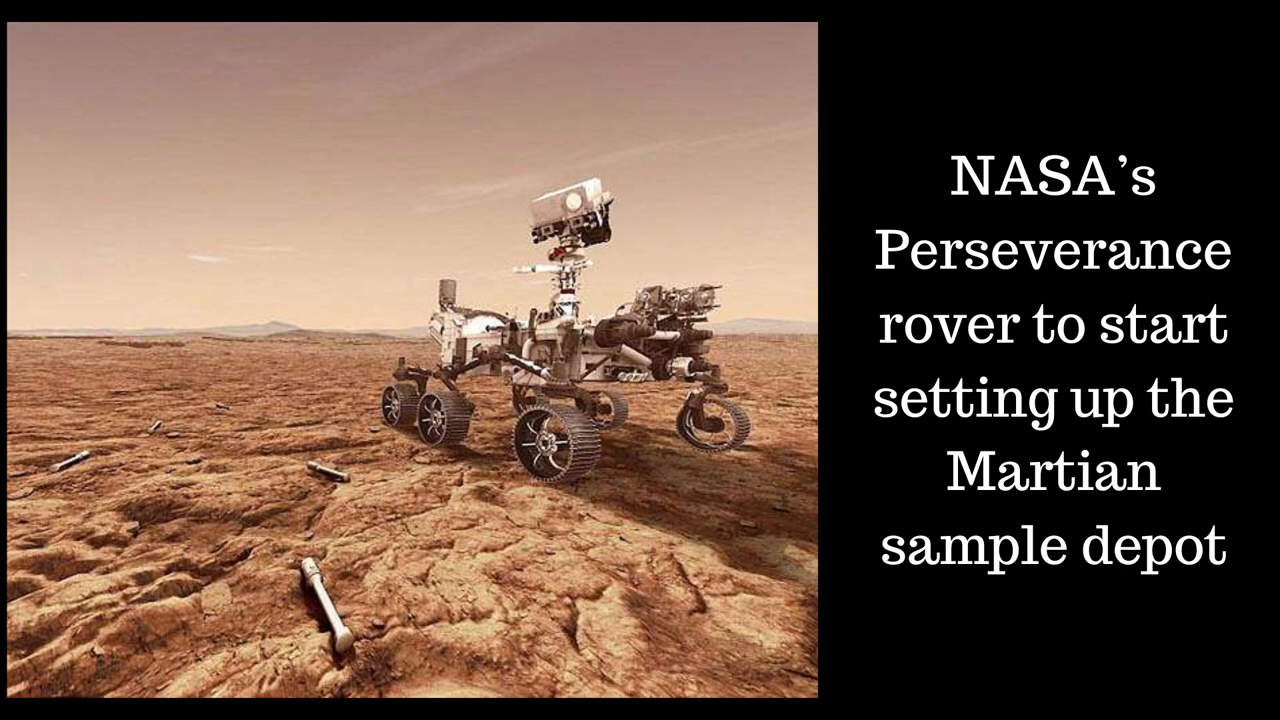 NASA’s
Perseverance
rover to start
setting up the
Martian
sample depot